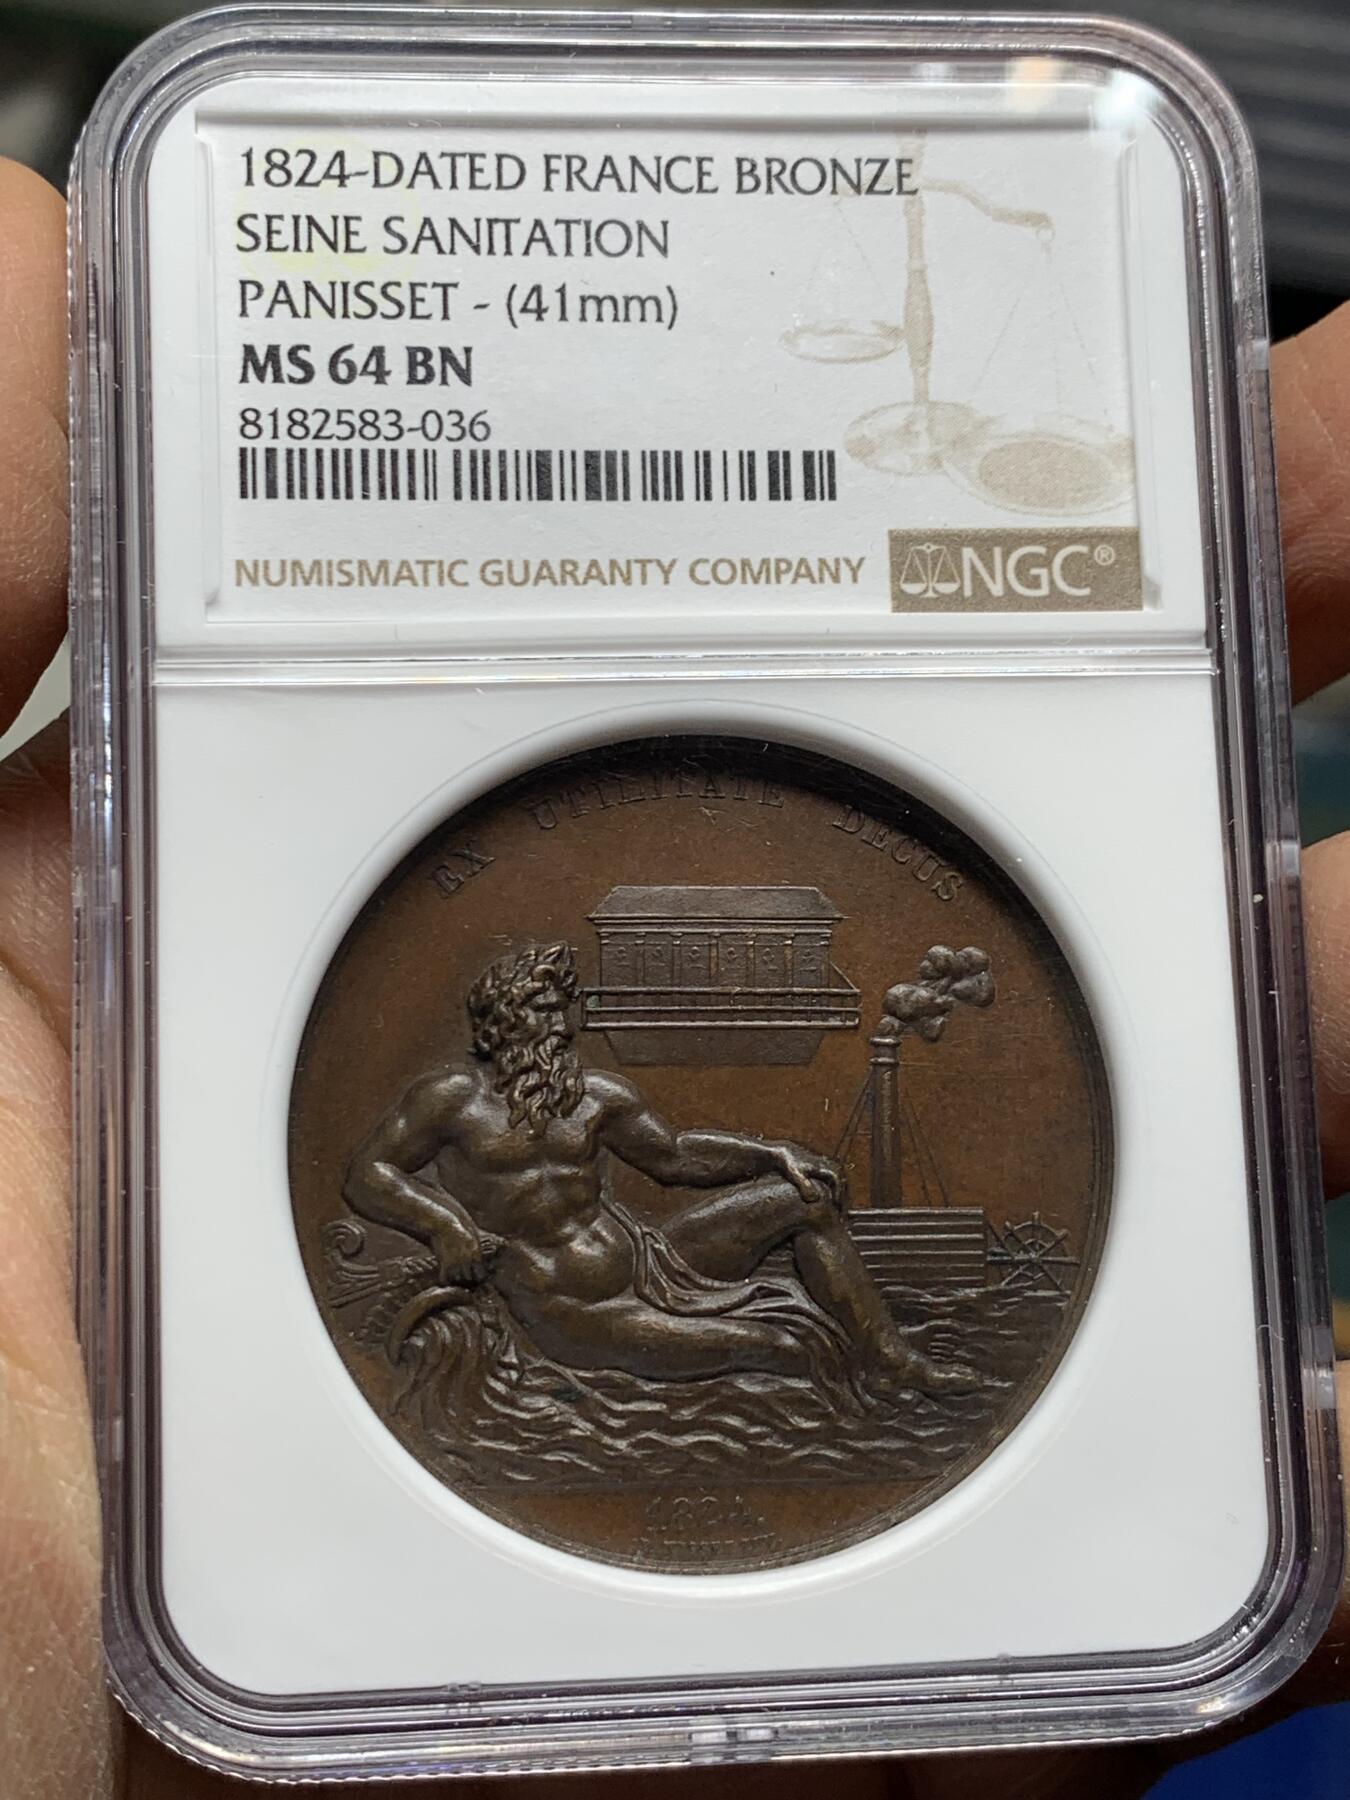 1824-DATED FRANCE BRONZE
SEINE SANITATION
PANISSET - (41mm)
MS 64 BN
8182583-036
NUMISMATIC GUARANTY COMPANY
NGC®
EX UTILITATE DECUS
1824.